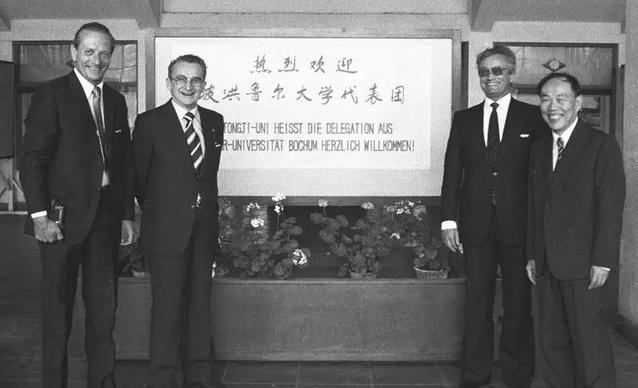 热烈欢迎
波洪鲁尔大学代表团
TONGTJI-UNI HEISST DIE DELEGATION AUS
R-UNIVERSITÄT BOCHUM HERZLICH WILLKOMMEN!